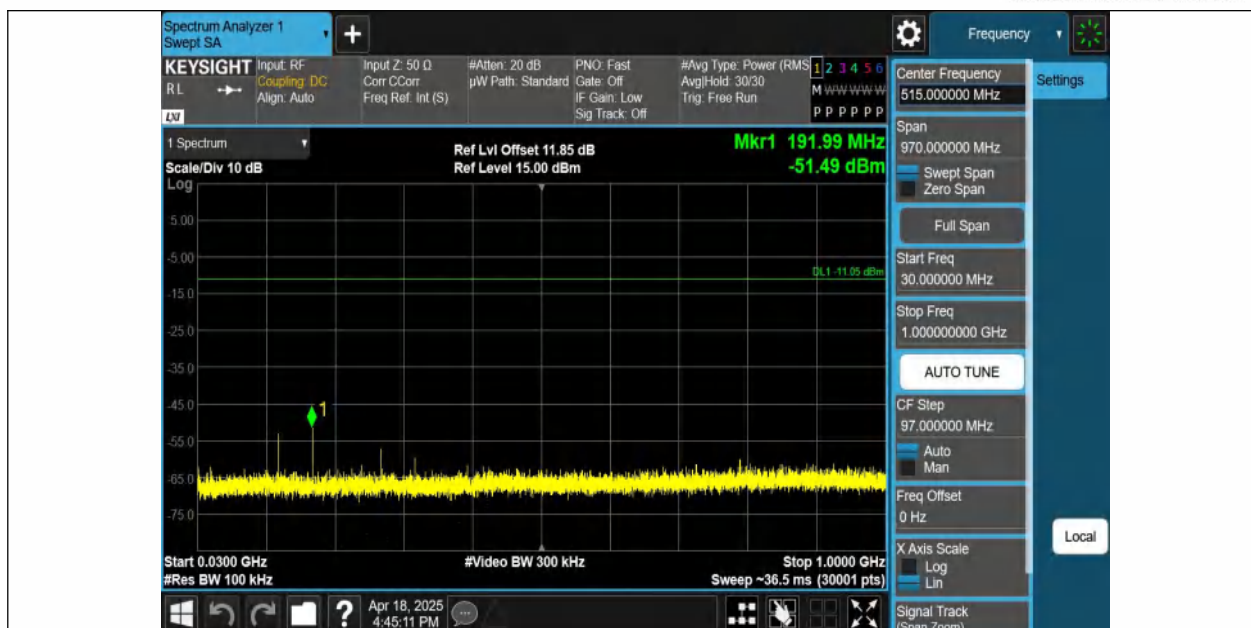 Spectrum Analyzer 1
Swept SA
+
Frequency
KEYSIGHT
RL
LXI
Input: RF
Coupling: DC
Align: Auto
Input Z: 50 Ω
Corr CCorr
Freq Ref: Int (S)
#Atten: 20 dB
µW Path: Standard
PNO: Fast
Gate: Off
IF Gain: Low
Sig Track: Off
#Avg Type: Power (RMS
Avg|Hold: 30/30
Trig: Free Run
1 2 3 4 5 6
M W W W W W
P P P P P P
1 Spectrum
Scale/Div 10 dB
Log
Ref Lvl Offset 11.85 dB
Ref Level 15.00 dBm
Mkr1 191.99 MHz
-51.49 dBm
5.00
-5.00
DL1 -11.05 dBm
-15.0
-25.0
-35.0
-45.0
1
-55.0
-65.0
-75.0
Start 0.0300 GHz
#Res BW 100 kHz
#Video BW 300 kHz
Stop 1.0000 GHz
Sweep ~36.5 ms (30001 pts)
?
Apr 18, 2025
4:45:11 PM
Center Frequency
515.000000 MHz
Settings
Span
970.000000 MHz
Swept Span
Zero Span
Full Span
Start Freq
30.000000 MHz
Stop Freq
1.000000000 GHz
AUTO TUNE
CF Step
97.000000 MHz
Auto
Man
Freq Offset
0 Hz
Local
X Axis Scale
Log
Lin
Signal Track
(Span Zoom)